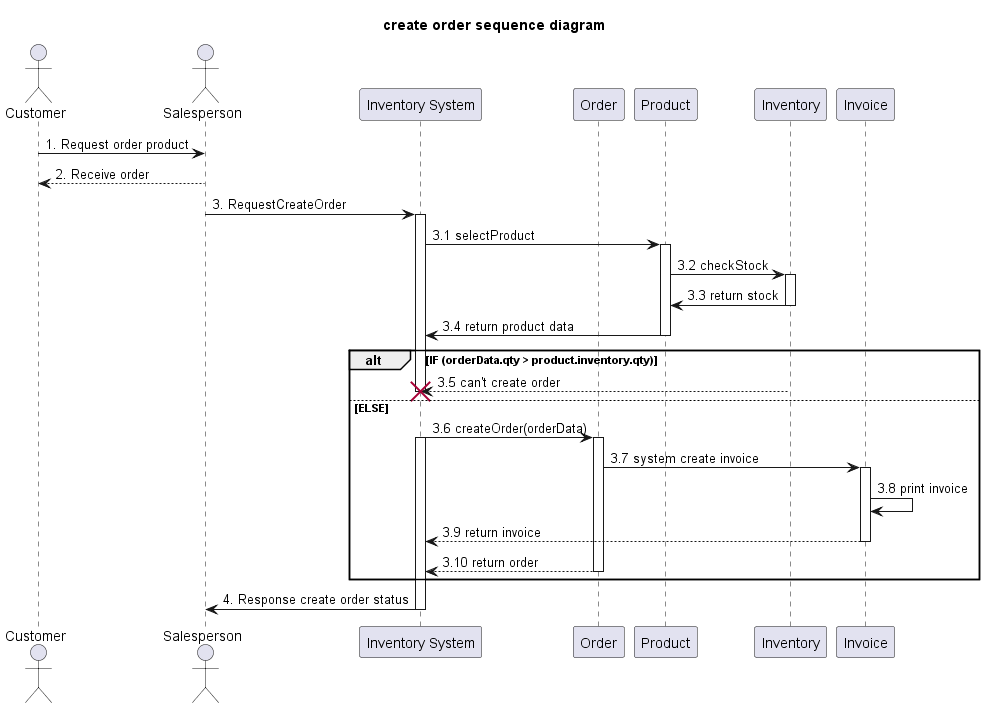 create order sequence diagram
Customer
Salesperson
Inventory System
Order
Product
Inventory
Invoice
1. Request order product
2. Receive order
3. RequestCreateOrder
3.1 selectProduct
3.2 checkStock
3.3 return stock
3.4 return product data
alt
[IF (orderData.qty > product.inventory.qty)]
3.5 can't create order
[ELSE]
3.6 createOrder(orderData)
3.7 system create invoice
3.8 print invoice
3.9 return invoice
3.10 return order
4. Response create order status
Customer
Salesperson
Inventory System
Order
Product
Inventory
Invoice